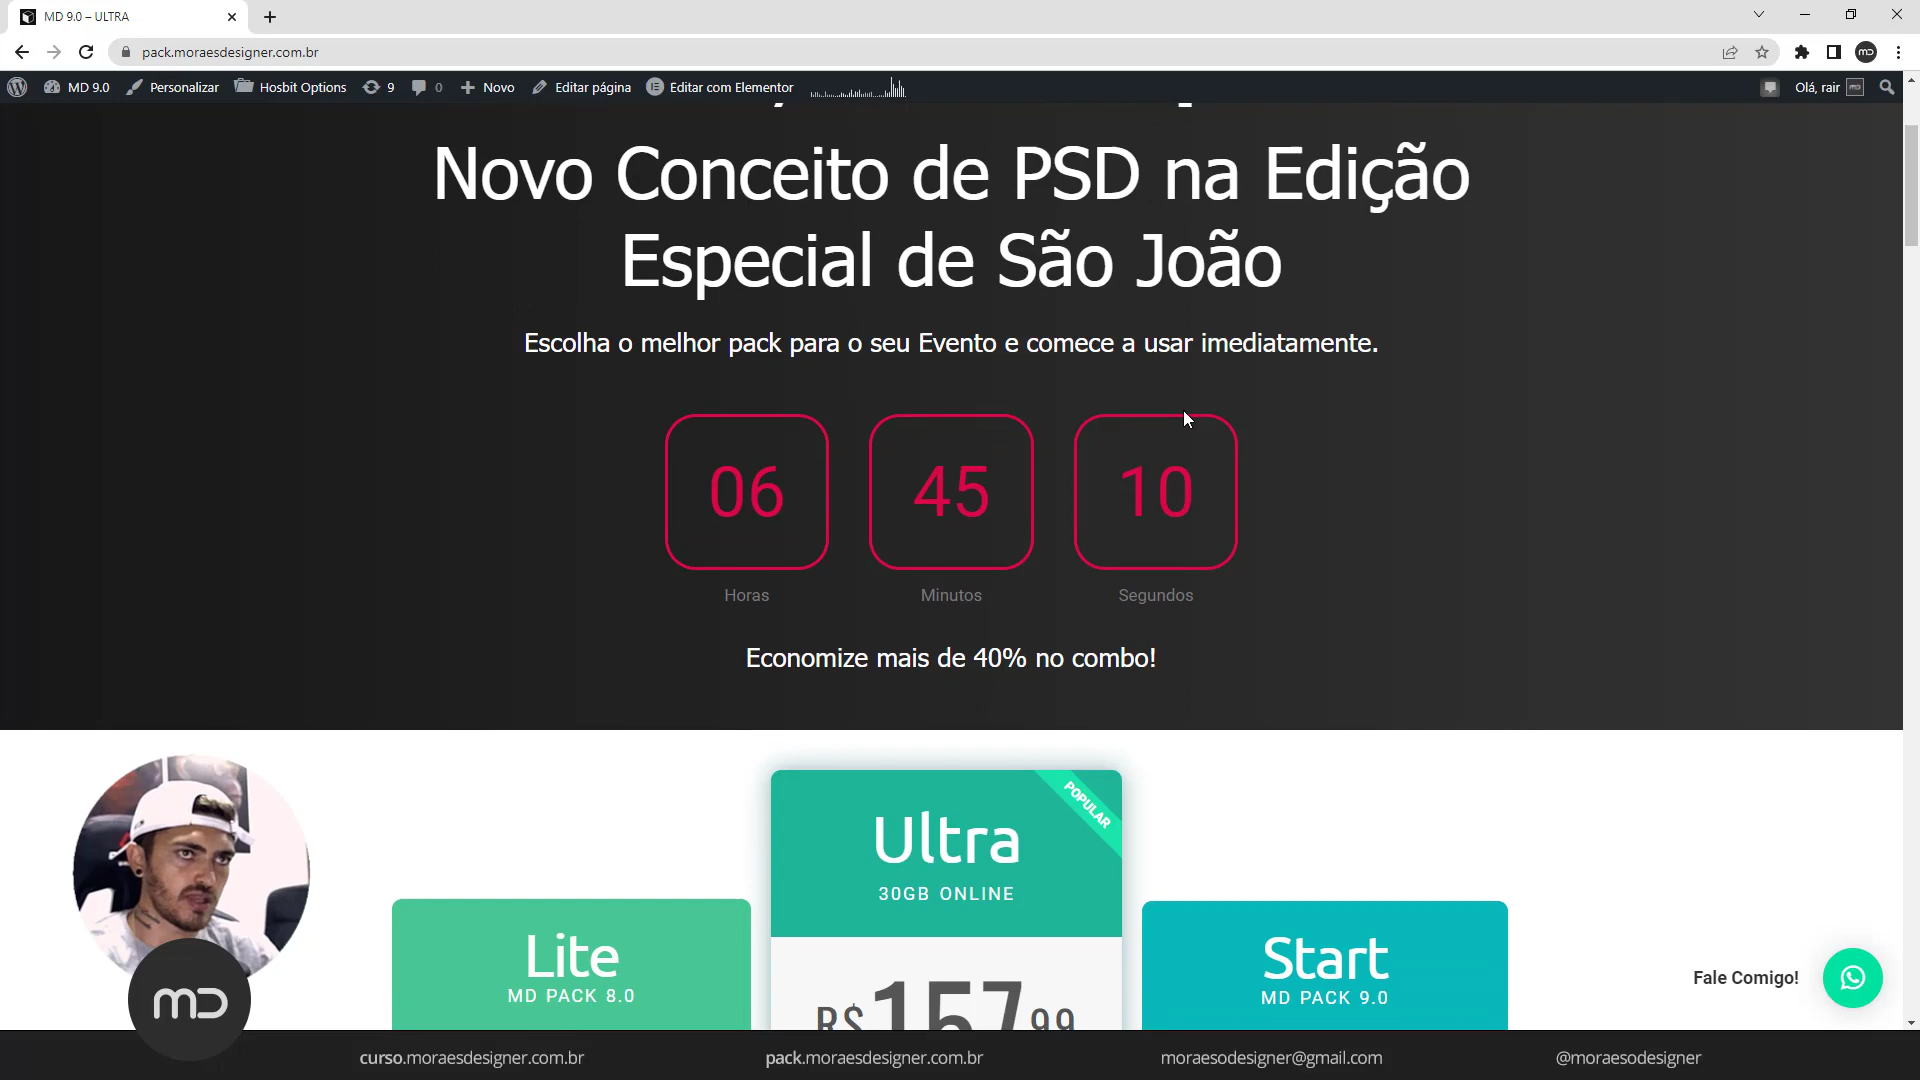 MD 9.0 – ULTRA
pack.moraesdesigner.com.br
MD
MD 9.0
Personalizar
Hosbit Options
9
0
Novo
Editar página
Editar com Elementor
Olá, rair
Novo Conceito de PSD na Edição
Especial de São João
Escolha o melhor pack para o seu Evento e comece a usar imediatamente.
06
45
10
Horas
Minutos
Segundos
Economize mais de 40% no combo!
POPULAR
Ultra
30GB ONLINE
R$157,99
Lite
MD PACK 8.0
Start
MD PACK 9.0
Fale Comigo!
MD
curso.moraesdesigner.com.br
pack.moraesdesigner.com.br
moraesodesigner@gmail.com
@moraesodesigner